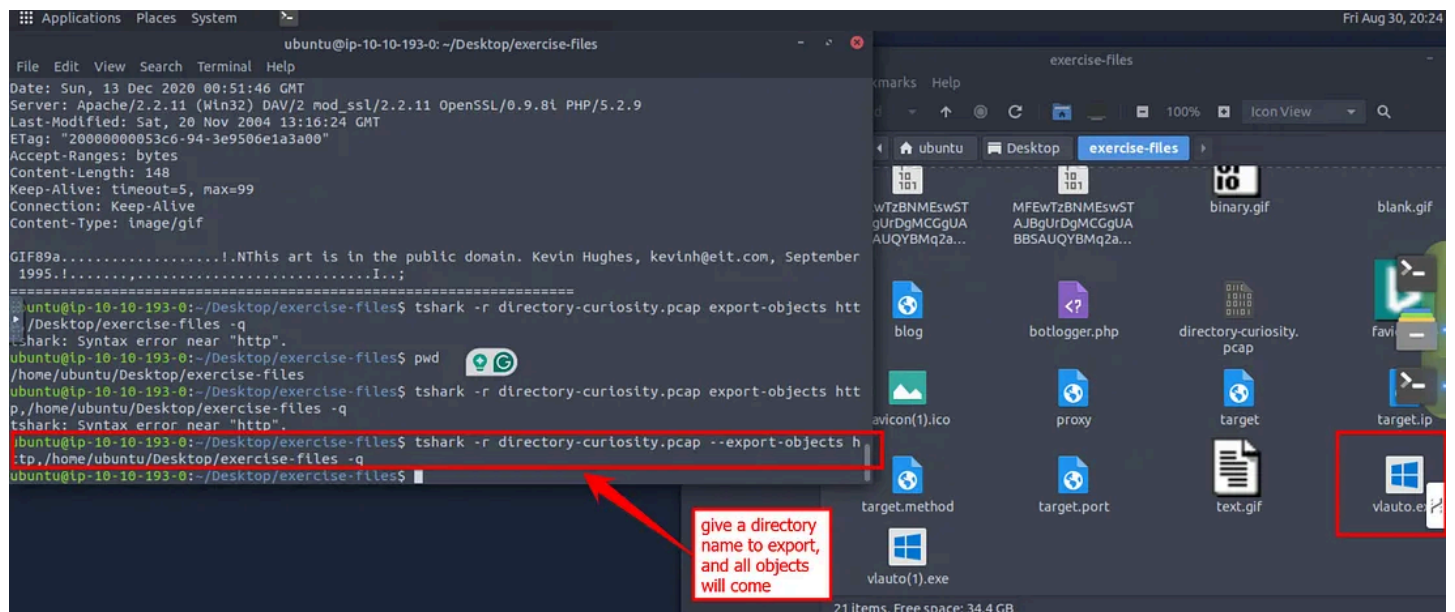 Applications Places System
Fri Aug 30, 20:24
ubuntu@ip-10-10-193-0: ~/Desktop/exercise-files
File Edit View Search Terminal Help
Date: Sun, 13 Dec 2020 00:51:46 GMT
Server: Apache/2.2.11 (Win32) DAV/2 mod_ssl/2.2.11 OpenSSL/0.9.8i PHP/5.2.9
Last-Modified: Sat, 20 Nov 2004 13:16:24 GMT
ETag: "20000000053c6-94-3e9506e1a3a00"
Accept-Ranges: bytes
Content-Length: 148
Keep-Alive: timeout=5, max=99
Connection: Keep-Alive
Content-Type: image/gif
GIF89a...................!.NThis art is in the public domain. Kevin Hughes, kevinh@eit.com, September
1995.!.......,............................I..;
===================================================================
ubuntu@ip-10-10-193-0:~/Desktop/exercise-files$ tshark -r directory-curiosity.pcap export-objects htt
/Desktop/exercise-files -q
tshark: Syntax error near "http".
ubuntu@ip-10-10-193-0:~/Desktop/exercise-files$ pwd
/home/ubuntu/Desktop/exercise-files
ubuntu@ip-10-10-193-0:~/Desktop/exercise-files$ tshark -r directory-curiosity.pcap export-objects htt
p,/home/ubuntu/Desktop/exercise-files -q
tshark: Syntax error near "http".
ubuntu@ip-10-10-193-0:~/Desktop/exercise-files$ tshark -r directory-curiosity.pcap --export-objects h
ttp,/home/ubuntu/Desktop/exercise-files -q
ubuntu@ip-10-10-193-0:~/Desktop/exercise-files$
give a directory
name to export,
and all objects
will come
exercise-files
kmarks Help
100% Icon View
ubuntu Desktop exercise-files
wTzBNMEswST
gUrDgMCGgUA
AUQYBMq2a...
MFEwTzBNMEswST
AJBgUrDgMCGgUA
BBSAUQYBMq2a...
binary.gif
blank.gif
blog
botlogger.php
directory-curiosity.
pcap
favi
avicon(1).ico
proxy
target
target.ip
target.method
target.port
text.gif
vlauto.ex
vlauto(1).exe
21 items, Free space: 34.4 GB